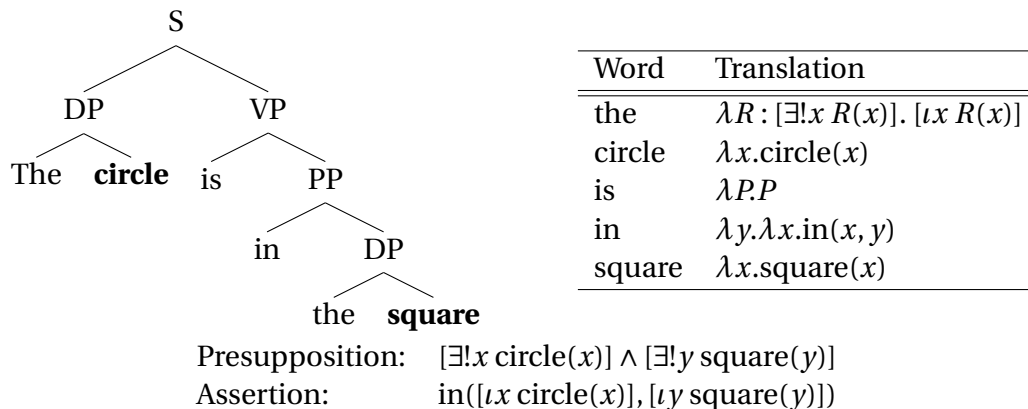 S
DP VP
The circle is PP
in DP
the square
Word Translation
the λR : [∃!x R(x)]. [ιx R(x)]
circle λx.circle(x)
is λP.P
in λy.λx.in(x, y)
square λx.square(x)
Presupposition: [∃!x circle(x)] ∧ [∃!y square(y)]
Assertion: in([ιx circle(x)], [ιy square(y)])